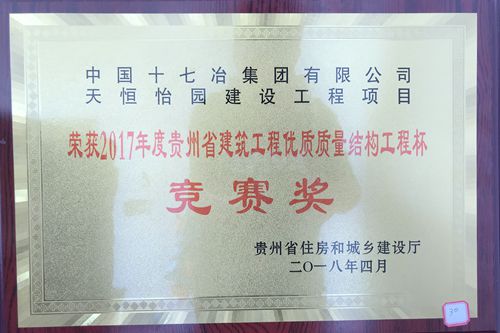 中国十七冶集团有限公司
天恒怡园建设工程项目
荣获2017年度贵州省建筑工程优质质量结构工程杯
竞赛奖
贵州省住房和城乡建设厅
二〇一八年四月
30